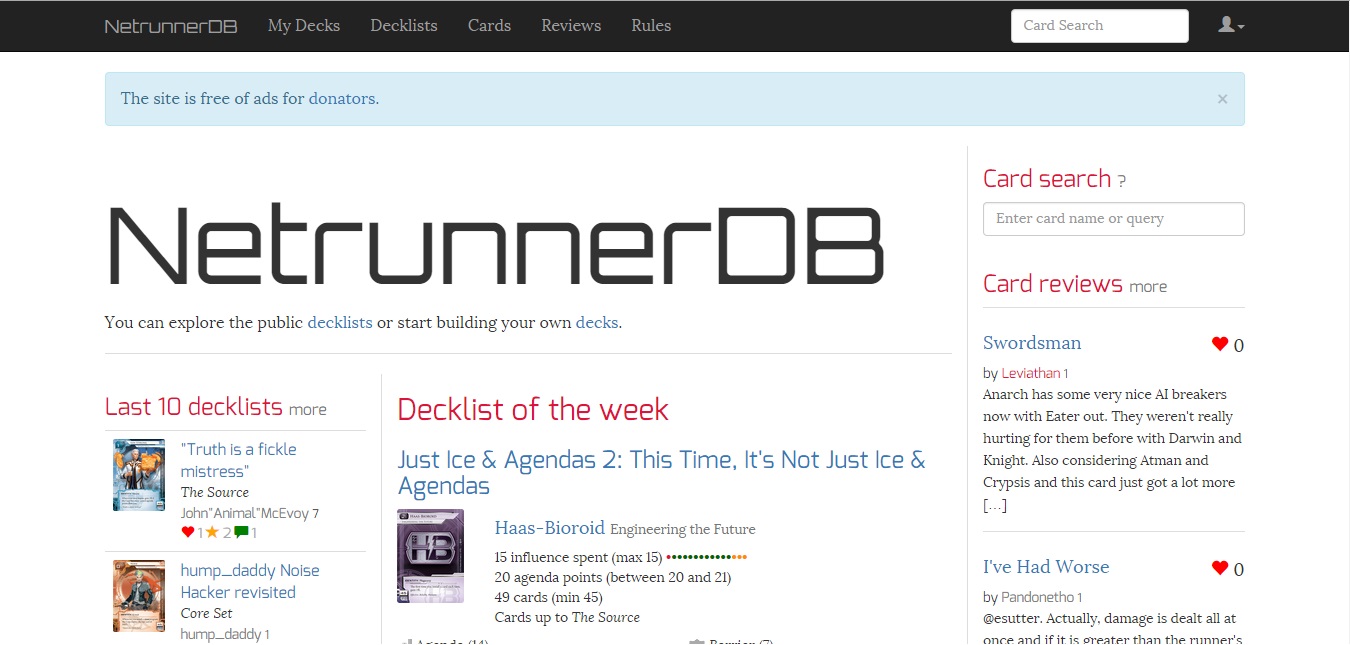 NetrunnerDB My Decks Decklists Cards Reviews Rules Card Search
The site is free of ads for donators. ×
NetrunnerDB
You can explore the public decklists or start building your own decks.
Last 10 decklists more
"Truth is a fickle
mistress"
The Source
John"Animal"McEvoy 7
1 2 1
hump_daddy Noise
Hacker revisited
Core Set
hump_daddy 1
Decklist of the week
Just Ice & Agendas 2: This Time, It's Not Just Ice &
Agendas
HB
Haas-Bioroid Engineering the Future
15 influence spent (max 15)
20 agenda points (between 20 and 21)
49 cards (min 45)
Cards up to The Source
Agenda (14) Barrier (7)
Card search ?
Enter card name or query
Card reviews more
Swordsman 0
by Leviathan 1
Anarch has some very nice AI breakers
now with Eater out. They weren't really
hurting for them before with Darwin and
Knight. Also considering Atman and
Crypsis and this card just got a lot more
[...]
I've Had Worse 0
by Pandonetho 1
@esutter. Actually, damage is dealt all at
once and if it is greater than the runner's